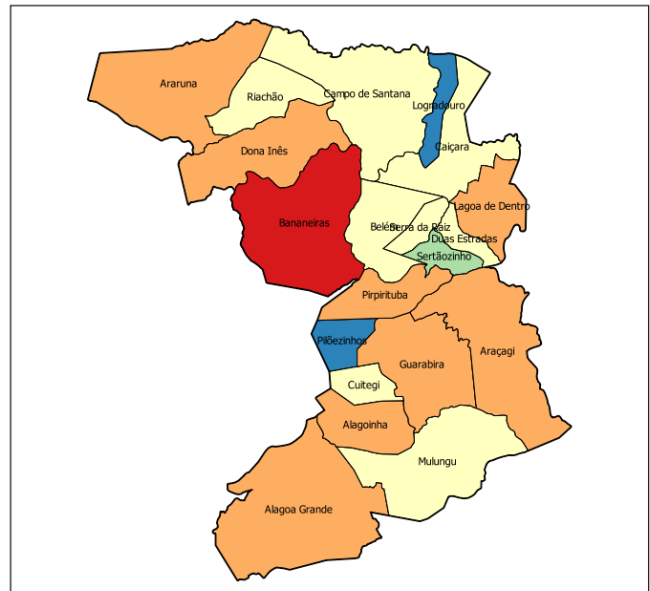 Araruna
Riachão
Campo de Santana
Logradouro
Caiçara
Dona Inês
Lagoa de Dentro
Bananeiras
Belém
Serra da Raiz
Duas Estradas
Sertãozinho
Pirpirituba
Pilõezinhos
Guarabira
Araçagi
Cuitegi
Alagoinha
Mulungu
Alagoa Grande